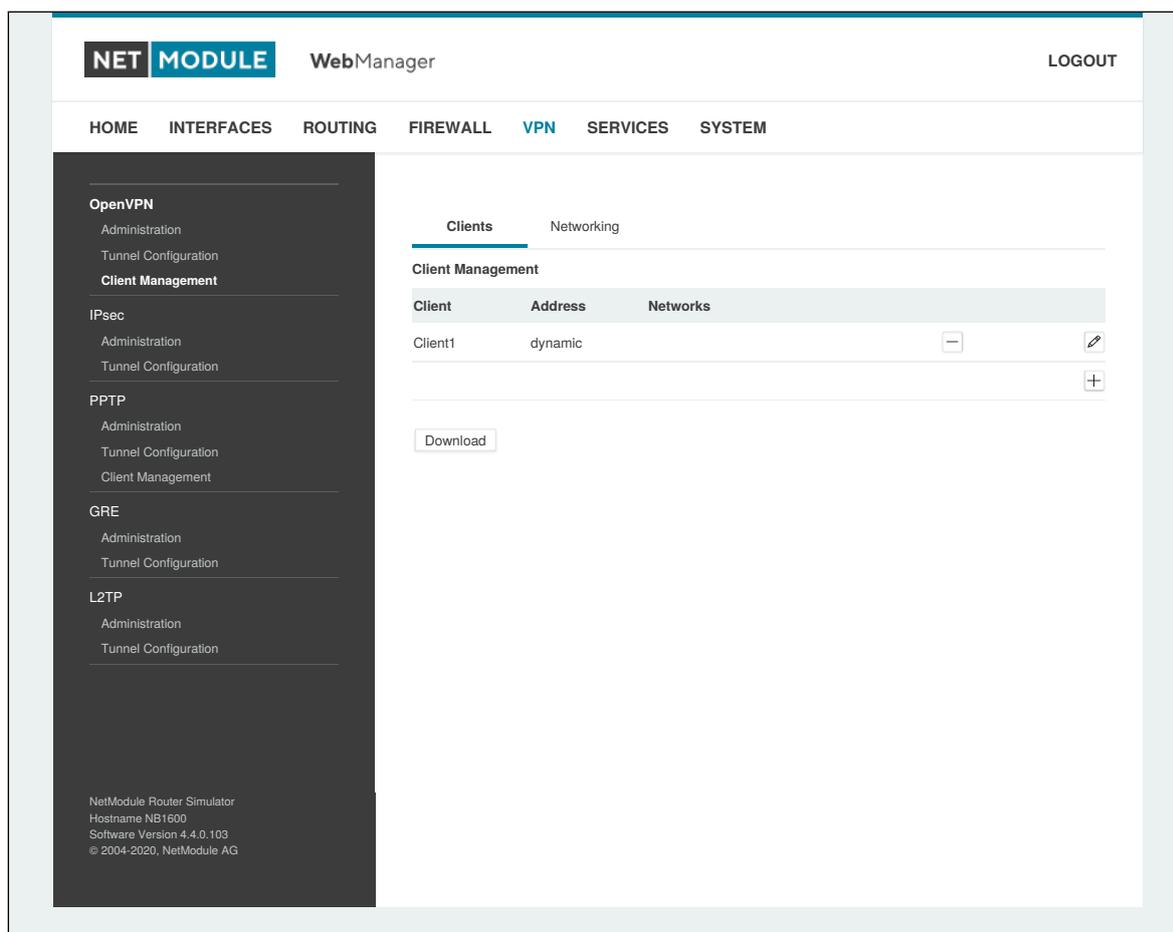 NET MODULE WebManager LOGOUT
HOME INTERFACES ROUTING FIREWALL VPN SERVICES SYSTEM
OpenVPN
Administration
Tunnel Configuration
Client Management
IPsec
Administration
Tunnel Configuration
PPTP
Administration
Tunnel Configuration
Client Management
GRE
Administration
Tunnel Configuration
L2TP
Administration
Tunnel Configuration
NetModule Router Simulator
Hostname NB1600
Software Version 4.4.0.103
© 2004-2020, NetModule AG
Clients Networking
Client Management
Client Address Networks
Client1 dynamic
Download